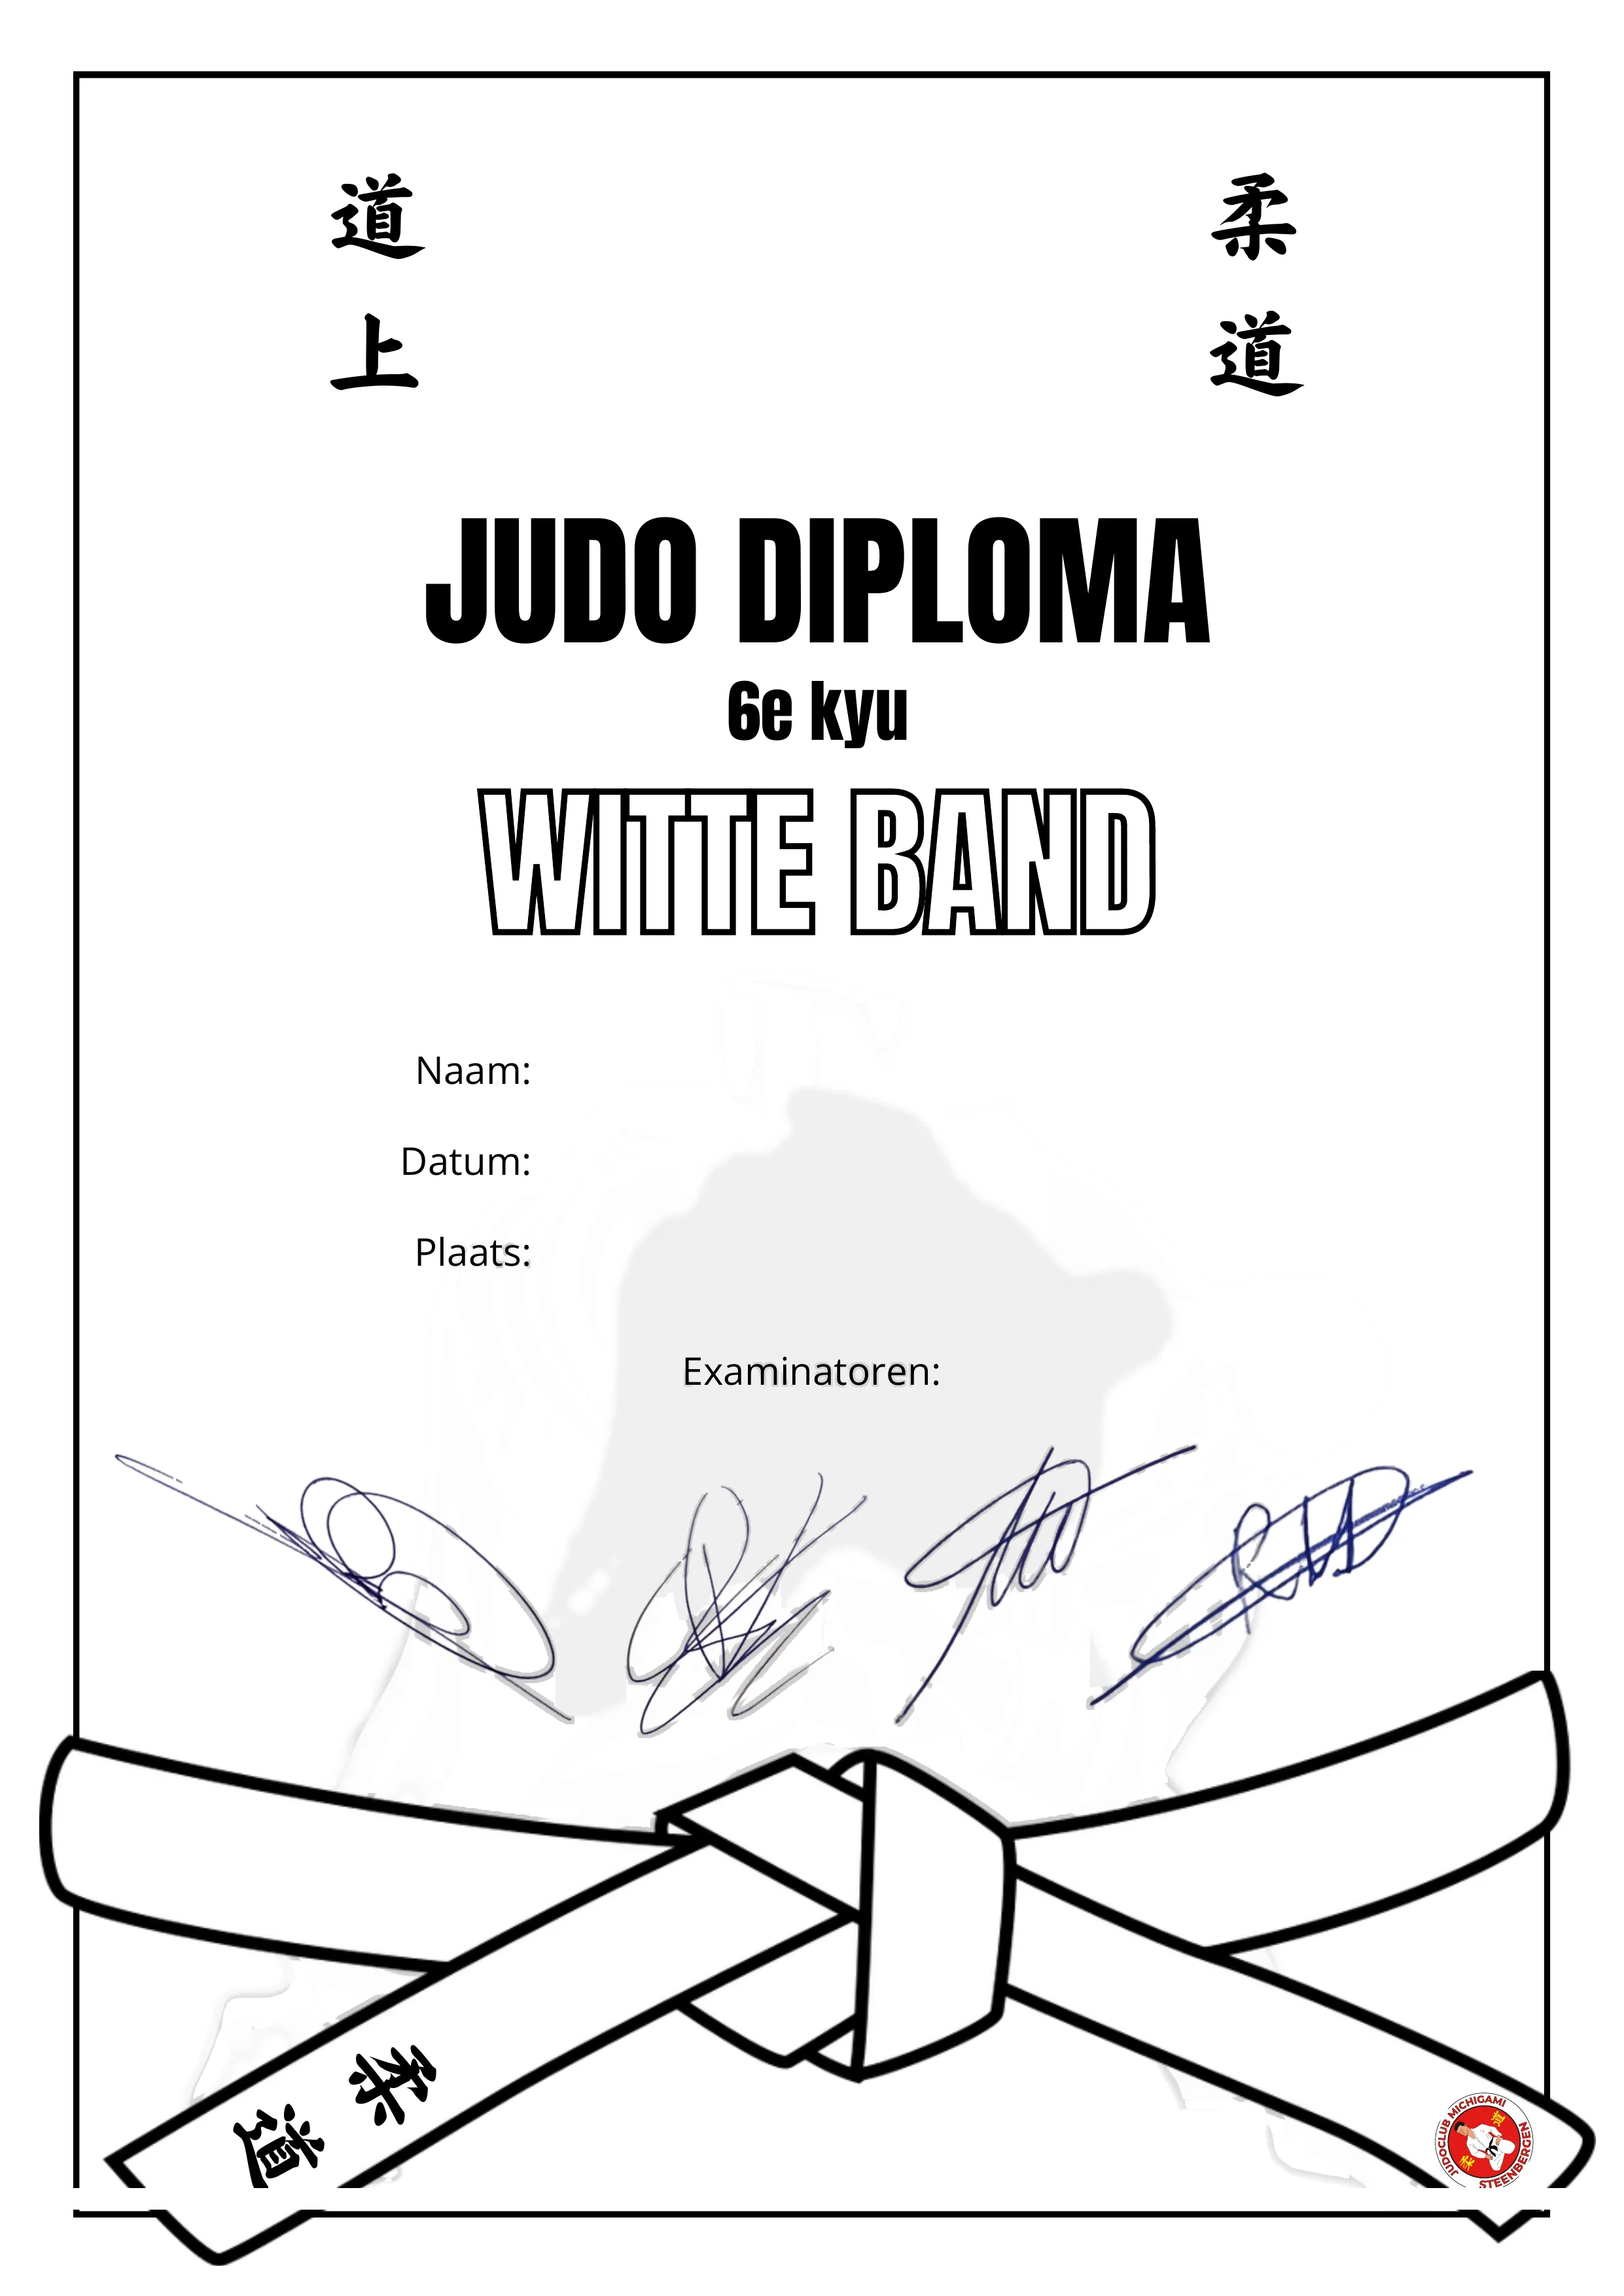 道上
柔道
JUDO DIPLOMA
6e kyu
WITTE BAND
Naam:
Datum:
Plaats:
Examinatoren:
柔道
JUDOCLUB MICHIGAMI
STEENBERGEN